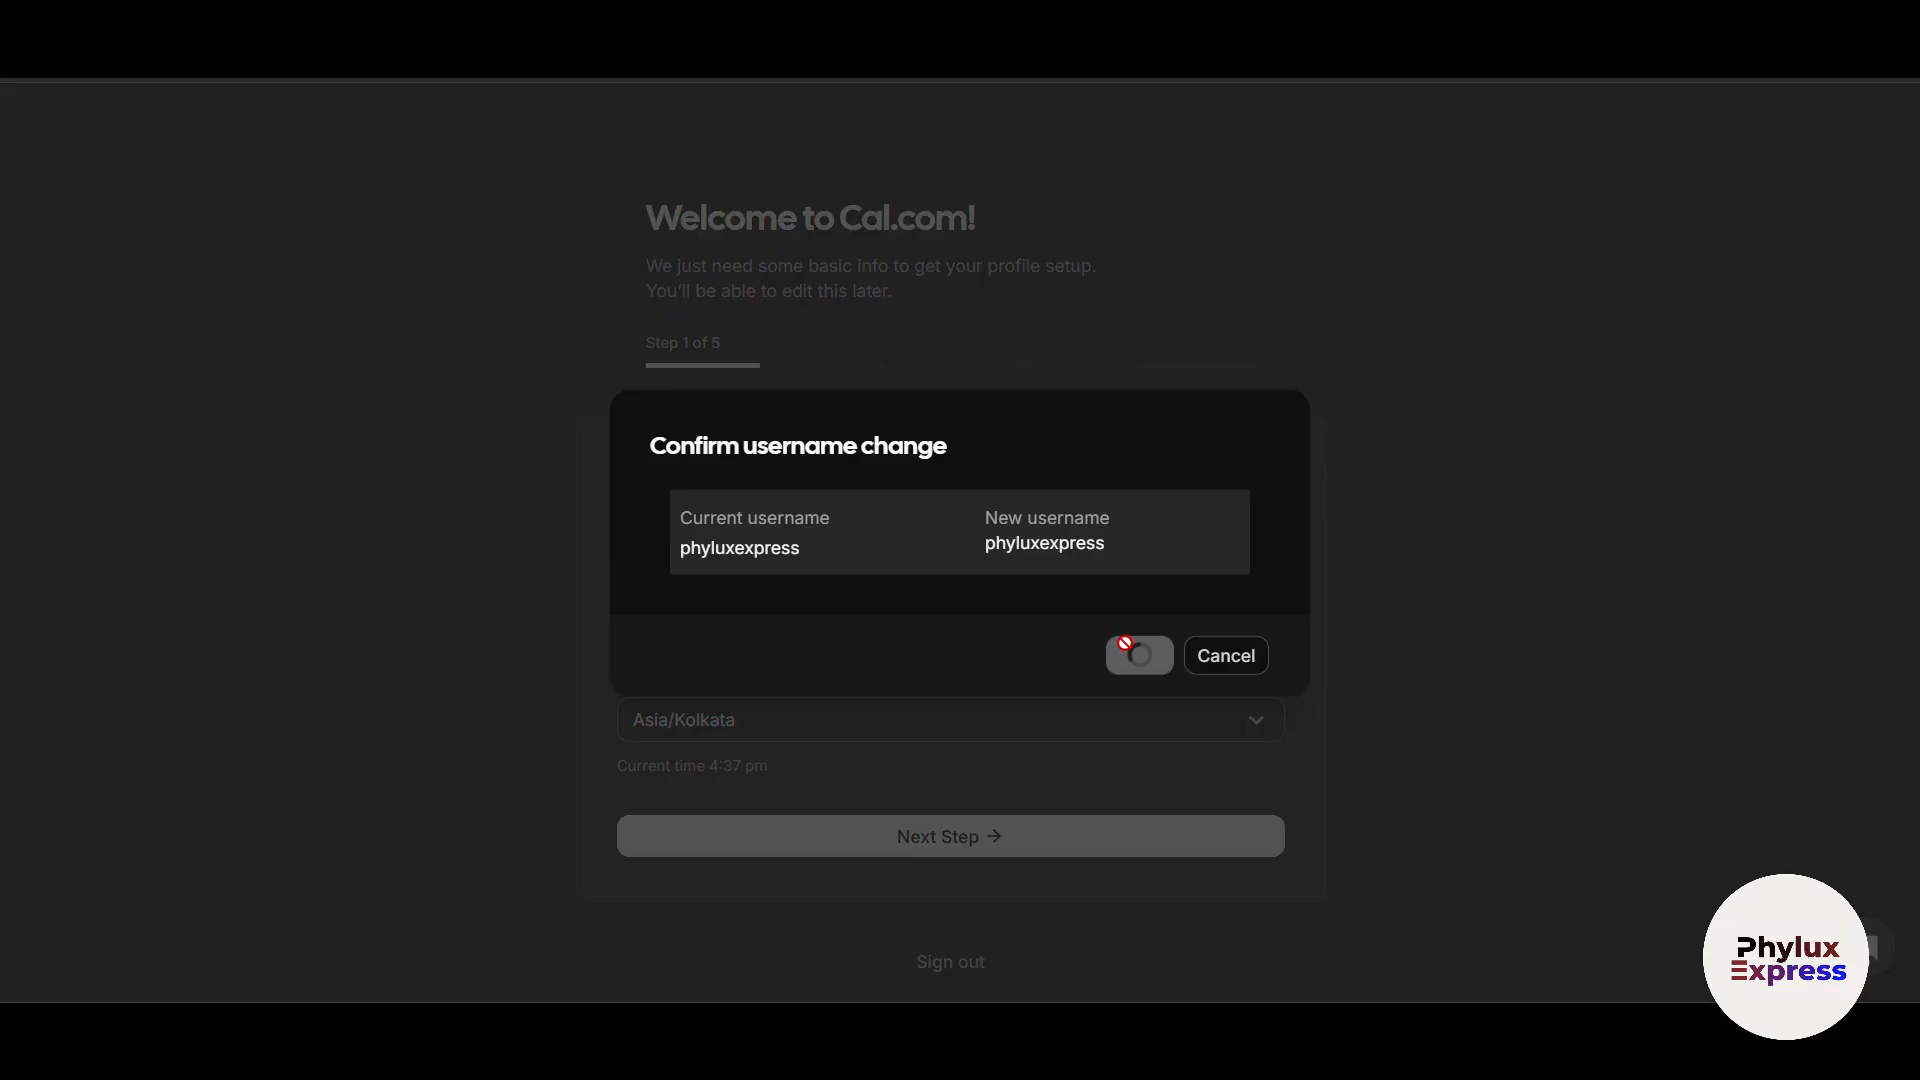 Welcome to Cal.com!
We just need some basic info to get your profile setup.
You'll be able to edit this later.
Step 1 of 5
Confirm username change
Current username
phyluxexpress
New username
phyluxexpress
Cancel
Asia/Kolkata
Current time 4:37 pm
Next Step →
Sign out
Phylux
Express